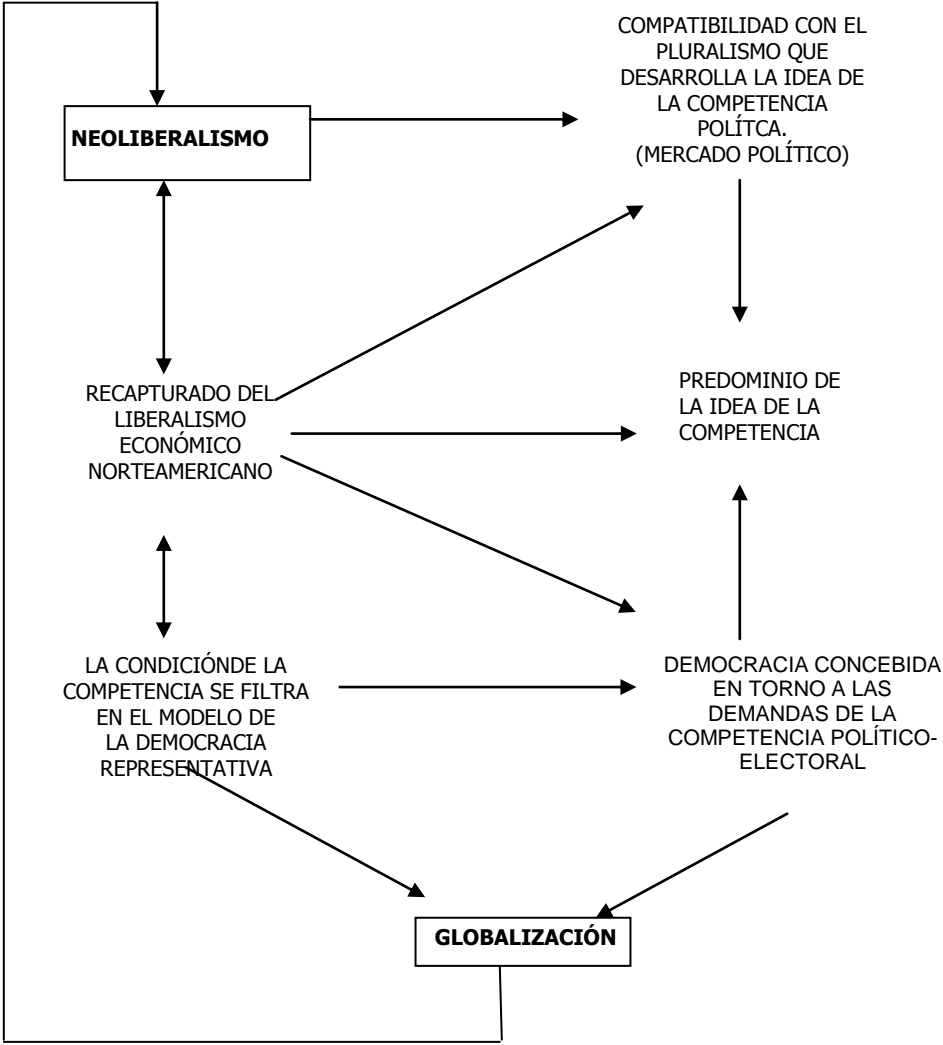 COMPATIBILIDAD CON EL
PLURALISMO QUE
DESARROLLA LA IDEA DE
LA COMPETENCIA
POLÍTCA.
(MERCADO POLÍTICO)
NEOLIBERALISMO
RECAPTURADO DEL
LIBERALISMO
ECONÓMICO
NORTEAMERICANO
PREDOMINIO DE
LA IDEA DE LA
COMPETENCIA
LA CONDICIÓNDE LA
COMPETENCIA SE FILTRA
EN EL MODELO DE
LA DEMOCRACIA
REPRESENTATIVA
DEMOCRACIA CONCEBIDA
EN TORNO A LAS
DEMANDAS DE LA
COMPETENCIA POLÍTICO-
ELECTORAL
GLOBALIZACIÓN